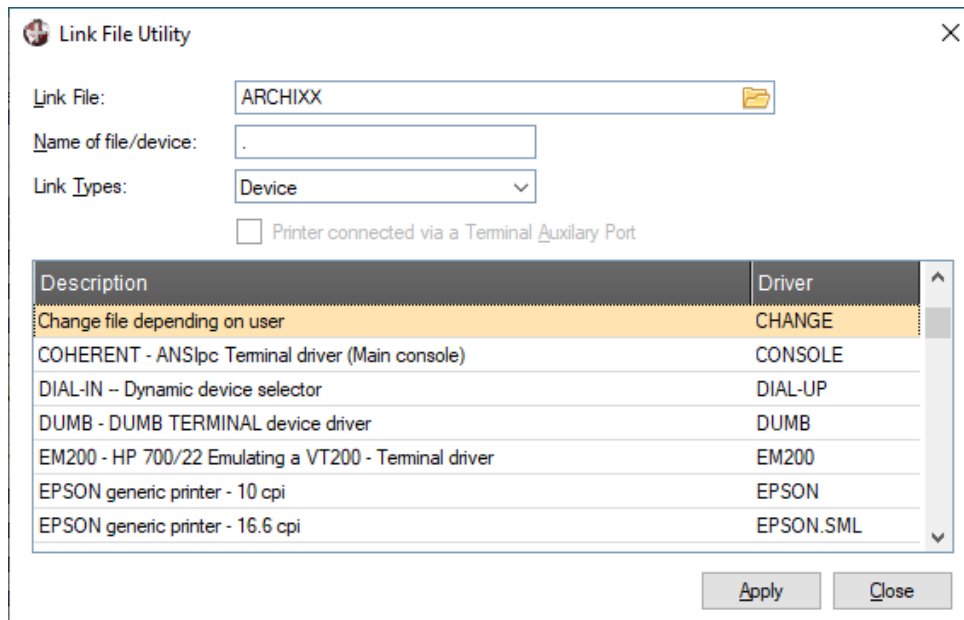 Link File Utility
Link File: ARCHIXX
Name of file/device: .
Link Types: Device
Printer connected via a Terminal Auxilary Port
Description Driver
Change file depending on user CHANGE
COHERENT - ANSIpc Terminal driver (Main console) CONSOLE
DIAL-IN -- Dynamic device selector DIAL-UP
DUMB - DUMB TERMINAL device driver DUMB
EM200 - HP 700/22 Emulating a VT200 - Terminal driver EM200
EPSON generic printer - 10 cpi EPSON
EPSON generic printer - 16.6 cpi EPSON.SML
Apply Close